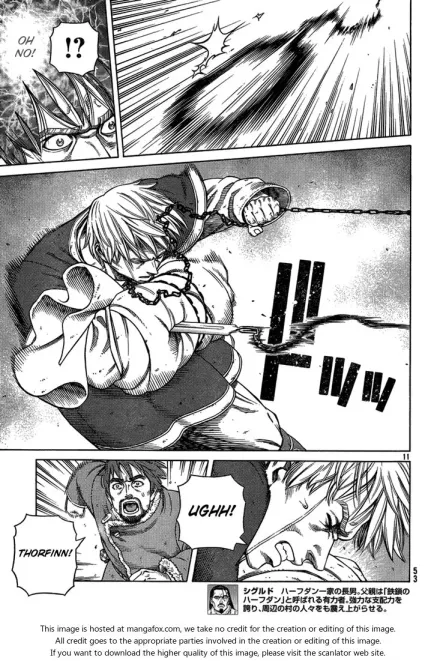 OH
NO!
!?
ドドッツッ
11
THORFINN!
UGHH!
53
シグルド ハーフダン一家の長男。父親は「鉄鎖の
ハーフダン」と呼ばれる有力者。強力な支配力を
誇り、周辺の村の人々をも震え上がらせる。
This image is hosted at mangafox.com, we take no credit for the creation or editing of this image.
All credit goes to the appropriate parties involved in the creation or editing of this image.
If you want to download the higher quality of this image, please visit the scanlator web site.